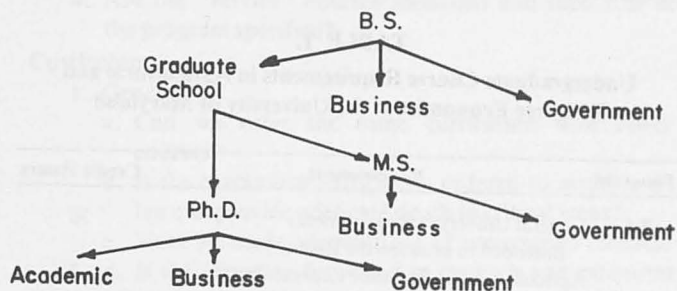 B.S.
Graduate
School
Business
Government
M.S.
Ph.D.
Business
Government
Academic
Business
Government